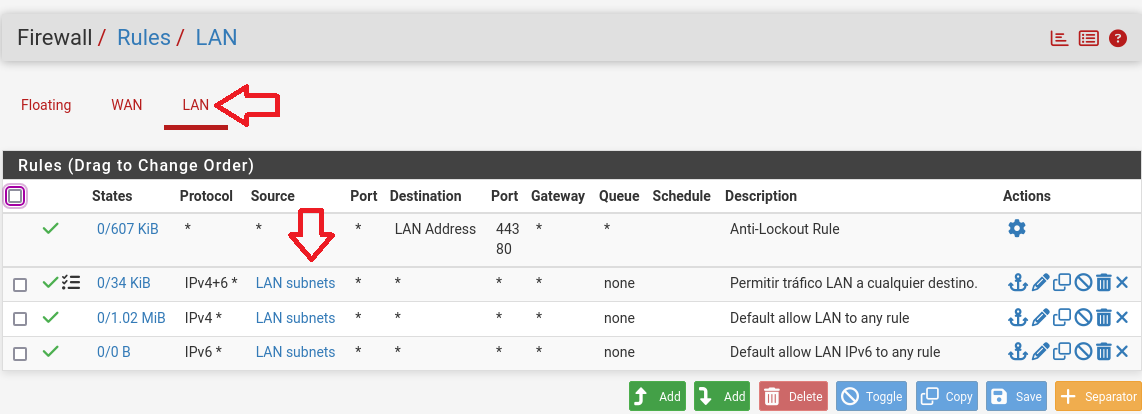 Firewall / Rules / LAN
Floating WAN LAN
Rules (Drag to Change Order)
States Protocol Source Port Destination Port Gateway Queue Schedule Description Actions
0/607 KiB * * * LAN Address 443 * * Anti-Lockout Rule
80
0/34 KiB IPv4+6 * LAN subnets * * * * none Permitir tráfico LAN a cualquier destino.
0/1.02 MiB IPv4 * LAN subnets * * * * none Default allow LAN to any rule
0/0 B IPv6 * LAN subnets * * * * none Default allow LAN IPv6 to any rule
Add Add Delete Toggle Copy Save Separator